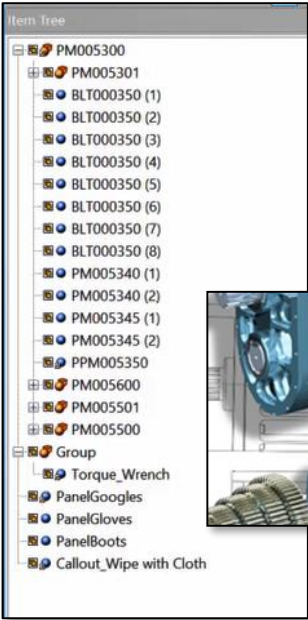 Item Tree
PM005300
PM005301
BLT000350 (1)
BLT000350 (2)
BLT000350 (3)
BLT000350 (4)
BLT000350 (5)
BLT000350 (6)
BLT000350 (7)
BLT000350 (8)
PM005340 (1)
PM005340 (2)
PM005345 (1)
PM005345 (2)
PPM005350
PM005600
PM005501
PM005500
Group
Torque_Wrench
PanelGoogles
PanelGloves
PanelBoots
Callout_Wipe with Cloth